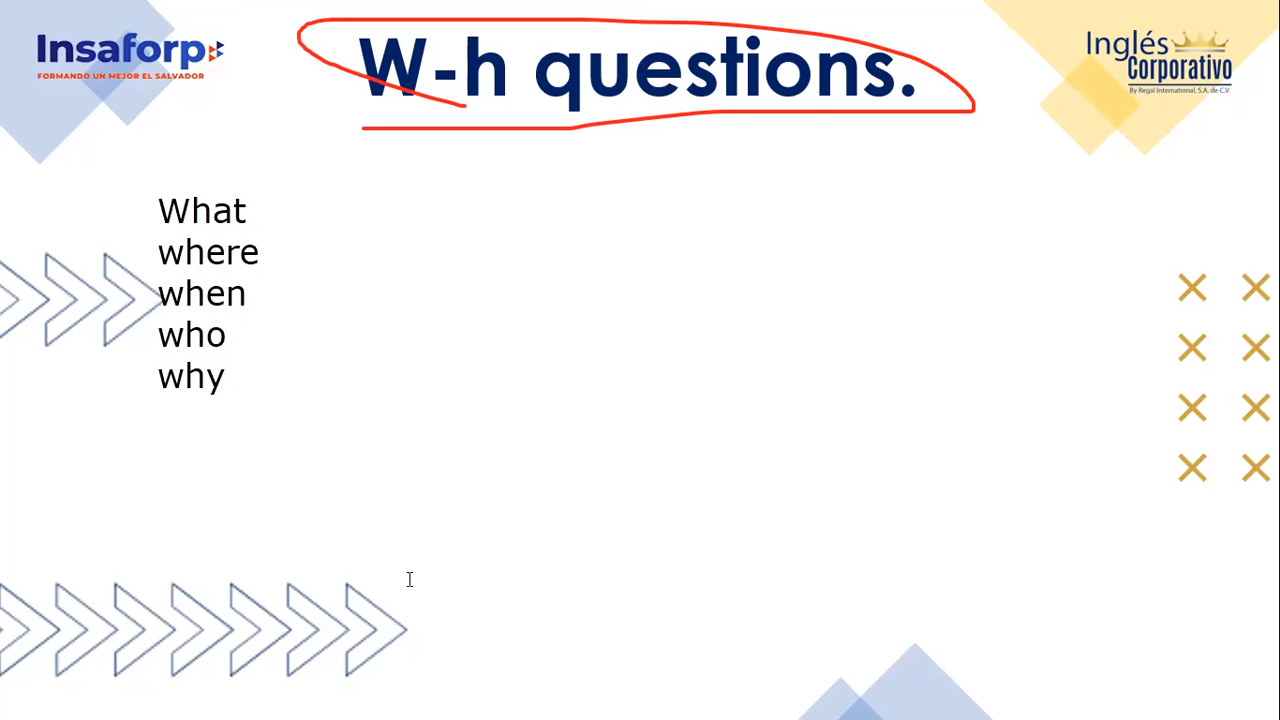 Insaforp
FORMANDO UN MEJOR EL SALVADOR
W-h questions.
Inglés
Corporativo
By Regal International, S.A. de C.V.
What
where
when
who
why